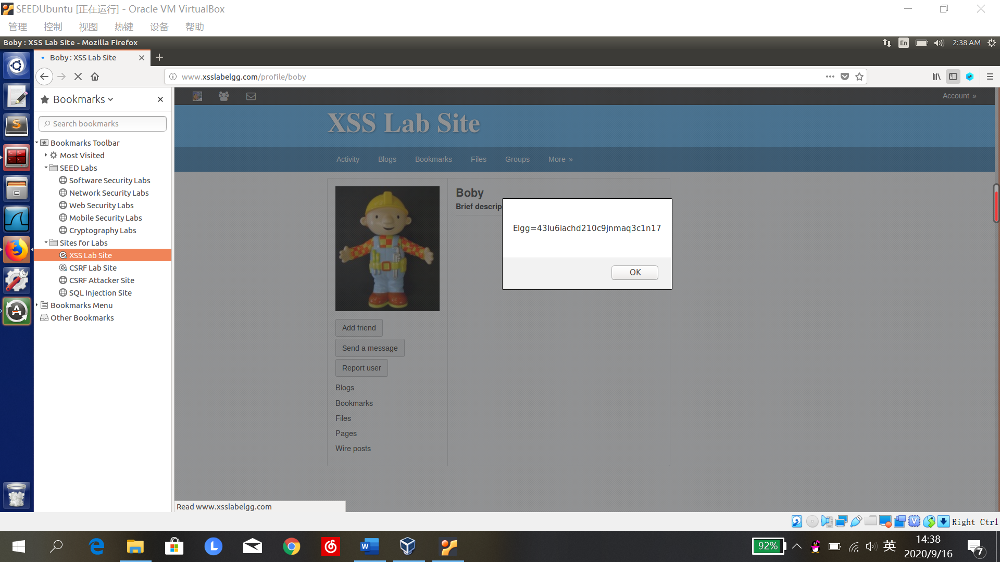 SEEDUbuntu [正在运行] - Oracle VM VirtualBox
管理 控制 视图 热键 设备 帮助
Boby : XSS Lab Site - Mozilla Firefox
En
2:38 AM
Boby : XSS Lab Site
www.xsslabelgg.com/profile/boby
Bookmarks
Search bookmarks
Bookmarks Toolbar
Most Visited
SEED Labs
Software Security Labs
Network Security Labs
Web Security Labs
Mobile Security Labs
Cryptography Labs
Sites for Labs
XSS Lab Site
CSRF Lab Site
CSRF Attacker Site
SQL Injection Site
Bookmarks Menu
Other Bookmarks
Account »
XSS Lab Site
Activity Blogs Bookmarks Files Groups More »
Boby
Brief descrip
Elgg=43lu6iachd210c9jnmaq3c1n17
OK
Add friend
Send a message
Report user
Blogs
Bookmarks
Files
Pages
Wire posts
Read www.xsslabelgg.com
Right Ctrl
92%
英
14:38
2020/9/16
7